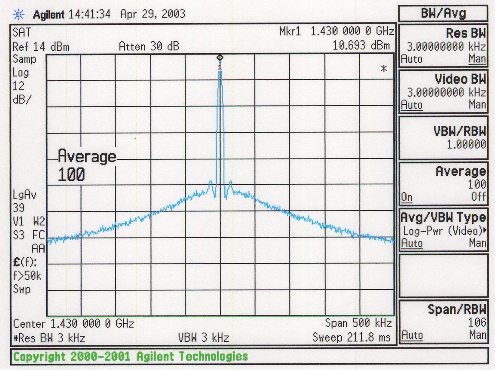 Agilent 14:41:34 Apr 29, 2003
BW/Avg
SAT
Mkr1 1.430 000 0 GHz
Ref 14 dBm
Atten 30 dB
10.693 dBm
Samp
Log
12
dB/
*
1
Average
100
LgAv
39
V1 W2
S3 FC
AA
£(f):
f>50k
Swp
Center 1.430 000 0 GHz
Span 500 kHz
#Res BW 3 kHz
VBW 3 kHz
Sweep 211.8 ms
Copyright 2000-2001 Agilent Technologies
Res BW
3.00000000 kHz
Auto Man
Video BW
3.00000000 kHz
Auto Man
VBW/RBW
1.00000
Average
100
On Off
Avg/VBW Type
Log-Pwr (Video)
Auto Man
Span/RBW
106
Auto Man